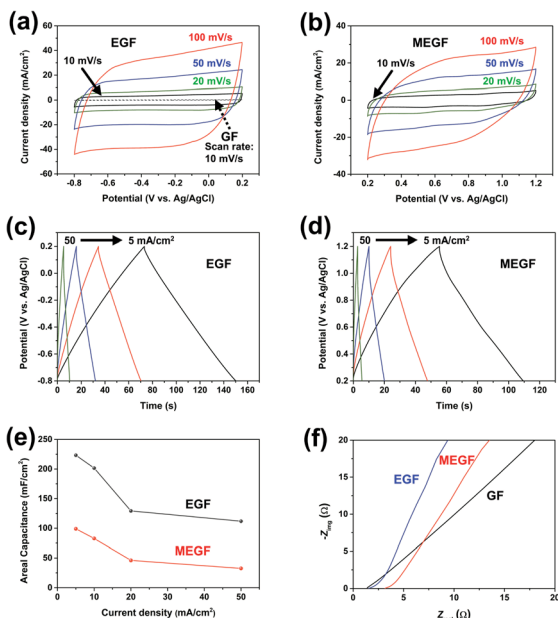 (a)
EGF
100 mV/s
50 mV/s
20 mV/s
10 mV/s
GF
Scan rate:
10 mV/s
Current density (mA/cm²)
60
40
20
0
-20
-40
-60
-0.8
-0.6
-0.4
-0.2
0.0
0.2
Potential (V vs. Ag/AgCl)
(b)
MEGF
100 mV/s
50 mV/s
20 mV/s
10 mV/s
Current density (mA/cm²)
60
40
20
0
-20
-40
0.2
0.4
0.6
0.8
1.0
1.2
Potential (V vs. Ag/AgCl)
(c)
50
5 mA/cm²
EGF
Potential (V vs. Ag/AgCl)
0.2
0.0
-0.2
-0.4
-0.6
-0.8
0
20
40
60
80
100
120
140
160
Time (s)
(d)
50
5 mA/cm²
MEGF
Potential (V vs. Ag/AgCl)
1.2
1.0
0.8
0.6
0.4
0.2
0
20
40
60
80
100
120
Time (s)
(e)
EGF
MEGF
Areal Capacitance (mF/cm²)
250
225
200
175
150
125
100
75
50
25
0
0
10
20
30
40
50
Current density (mA/cm²)
(f)
EGF
MEGF
GF
-Zimg (Ω)
20
15
10
5
0
0
5
10
15
20
Z (Ω)